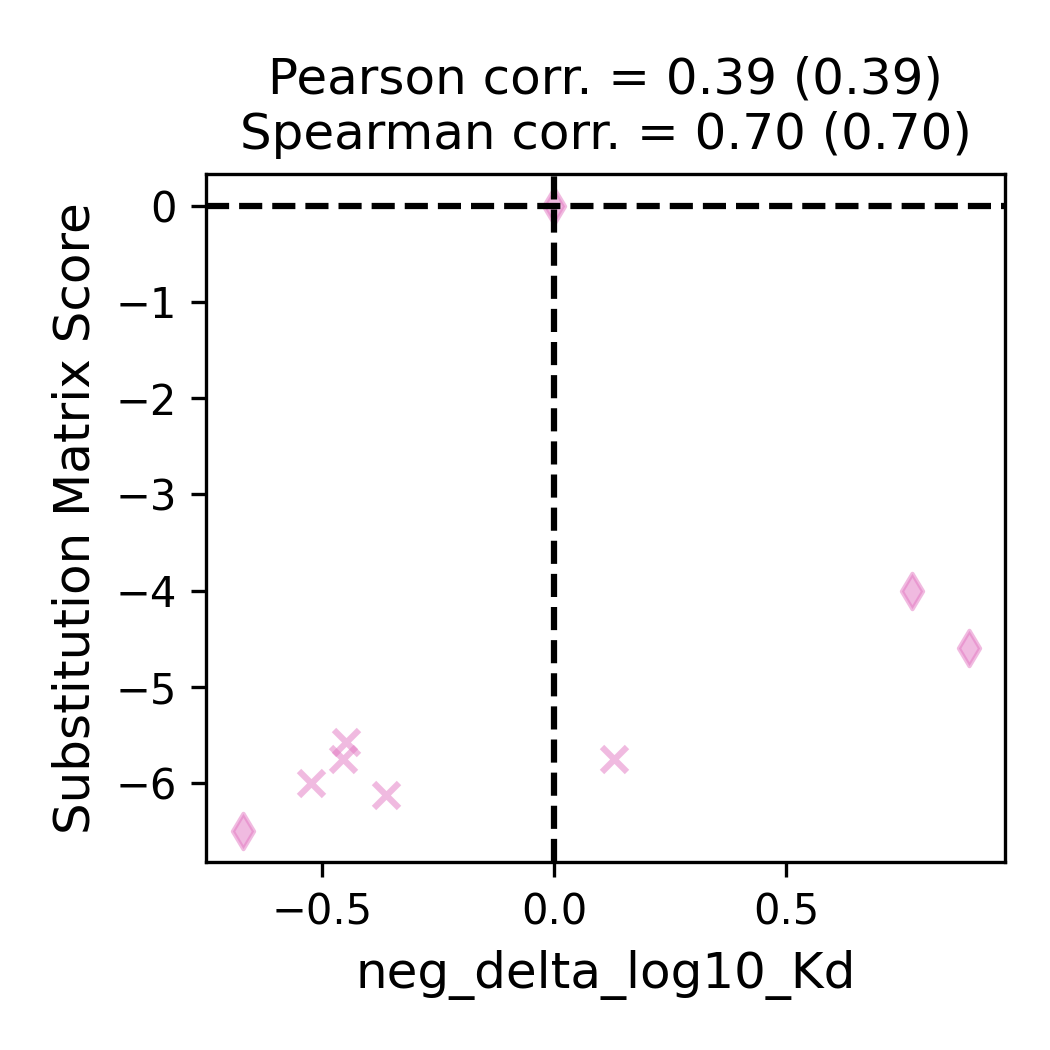 Pearson corr. = 0.39 (0.39)
Spearman corr. = 0.70 (0.70)
Substitution Matrix Score
0
−1
−2
−3
−4
−5
−6
−0.5 0.0 0.5
neg_delta_log10_Kd